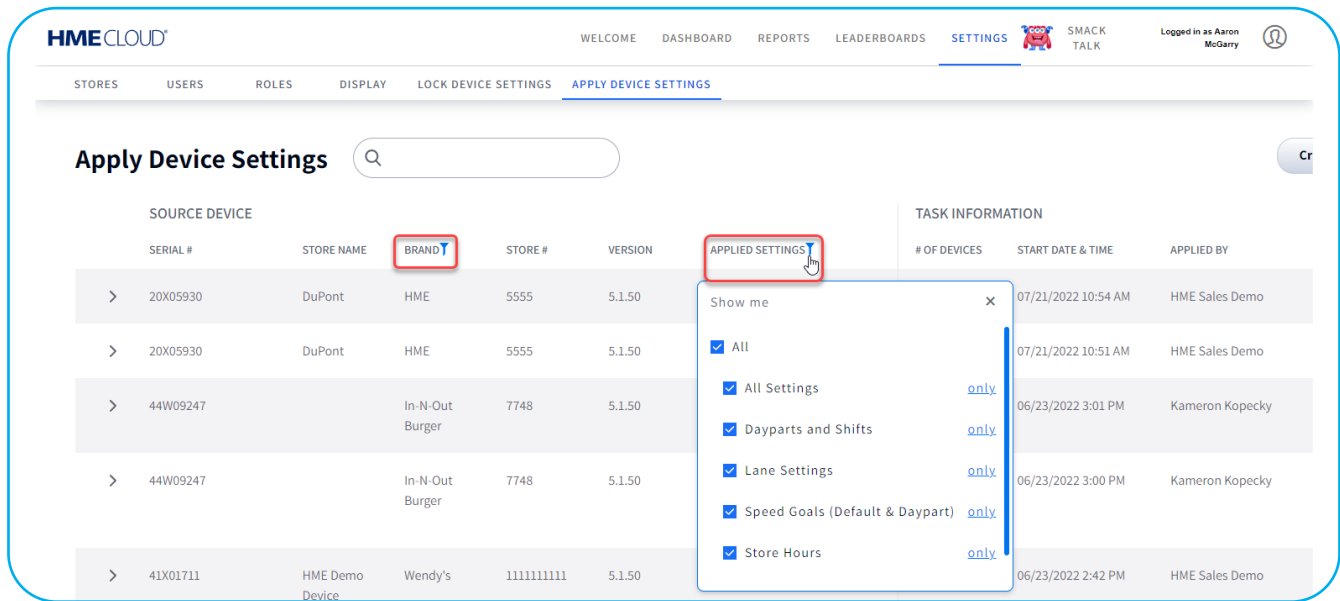 HME CLOUD®
WELCOME DASHBOARD REPORTS LEADERBOARDS SETTINGS SMACK TALK Logged in as Aaron McGarry
STORES USERS ROLES DISPLAY LOCK DEVICE SETTINGS APPLY DEVICE SETTINGS
Apply Device Settings
Cr
SOURCE DEVICE TASK INFORMATION
SERIAL # STORE NAME BRAND STORE # VERSION APPLIED SETTINGS # OF DEVICES START DATE & TIME APPLIED BY
20X05930 DuPont HME 5555 5.1.50 07/21/2022 10:54 AM HME Sales Demo
Show me ×
20X05930 DuPont HME 5555 5.1.50 07/21/2022 10:51 AM HME Sales Demo
All
All Settings only
44W09247 In-N-Out Burger 7748 5.1.50 06/23/2022 3:01 PM Kameron Kopecky
Dayparts and Shifts only
Lane Settings only
44W09247 In-N-Out Burger 7748 5.1.50 06/23/2022 3:00 PM Kameron Kopecky
Speed Goals (Default & Daypart) only
Store Hours only
41X01711 HME Demo Device Wendy's 1111111111 5.1.50 06/23/2022 2:42 PM HME Sales Demo